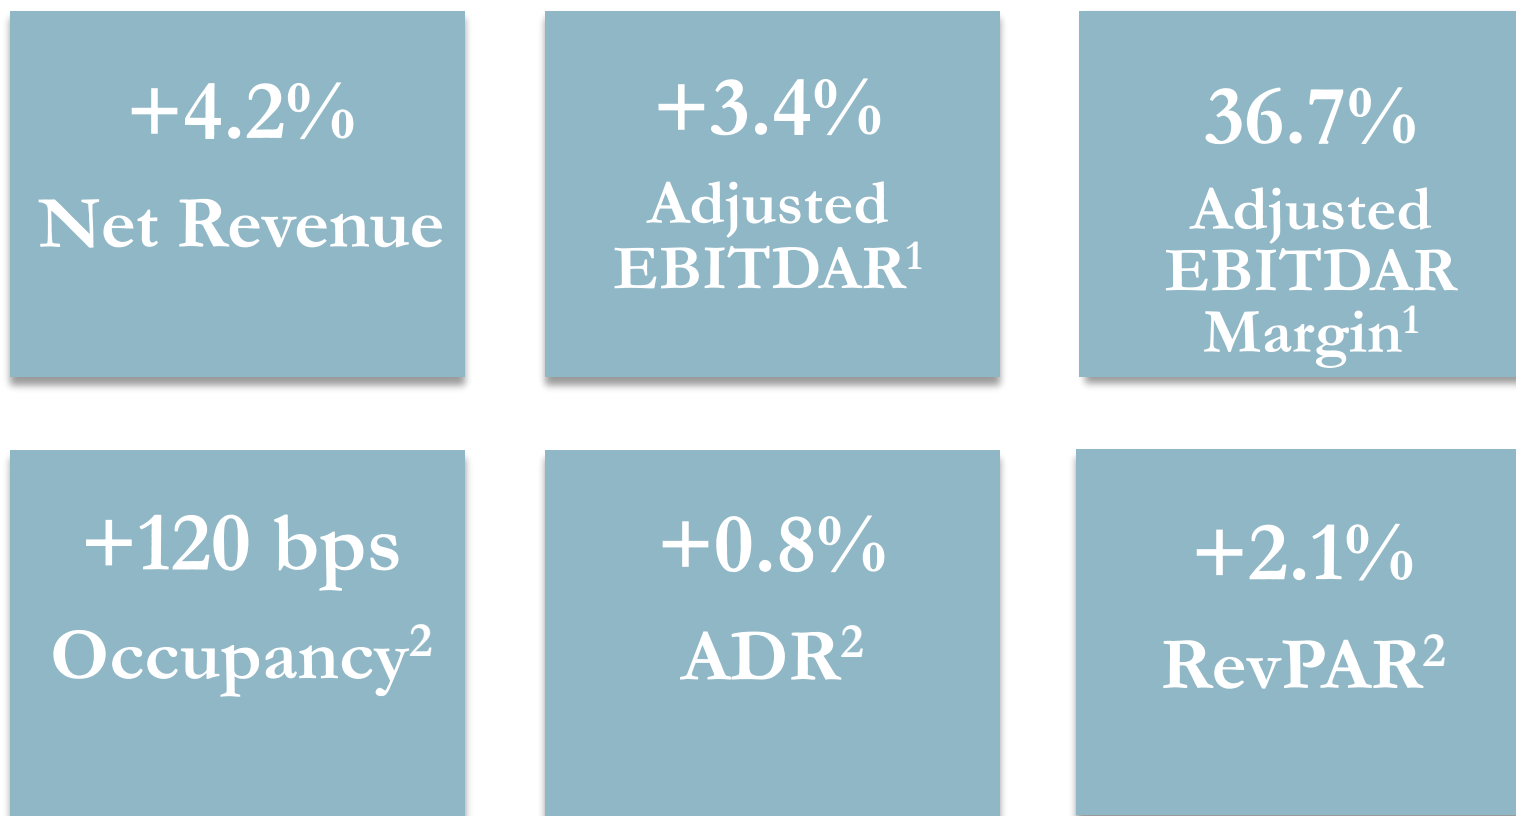 +4.2%
Net Revenue
+3.4%
Adjusted
EBITDAR¹
36.7%
Adjusted
EBITDAR
Margin¹
+120 bps
Occupancy²
+0.8%
ADR²
+2.1%
RevPAR²